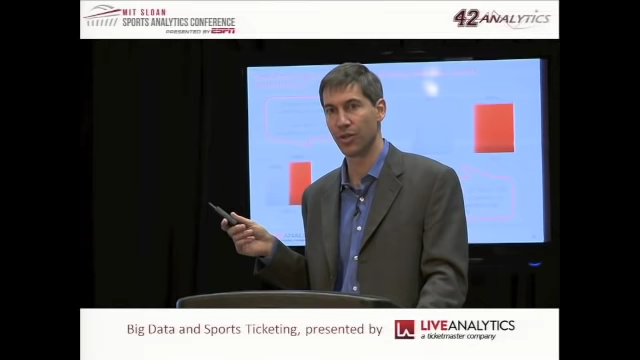 MIT SLOAN
SPORTS ANALYTICS CONFERENCE
PRESENTED BY ESPN
42 ANALYTICS
Big Data and Sports Ticketing, presented by
LIVEANALYTICS
a ticketmaster company